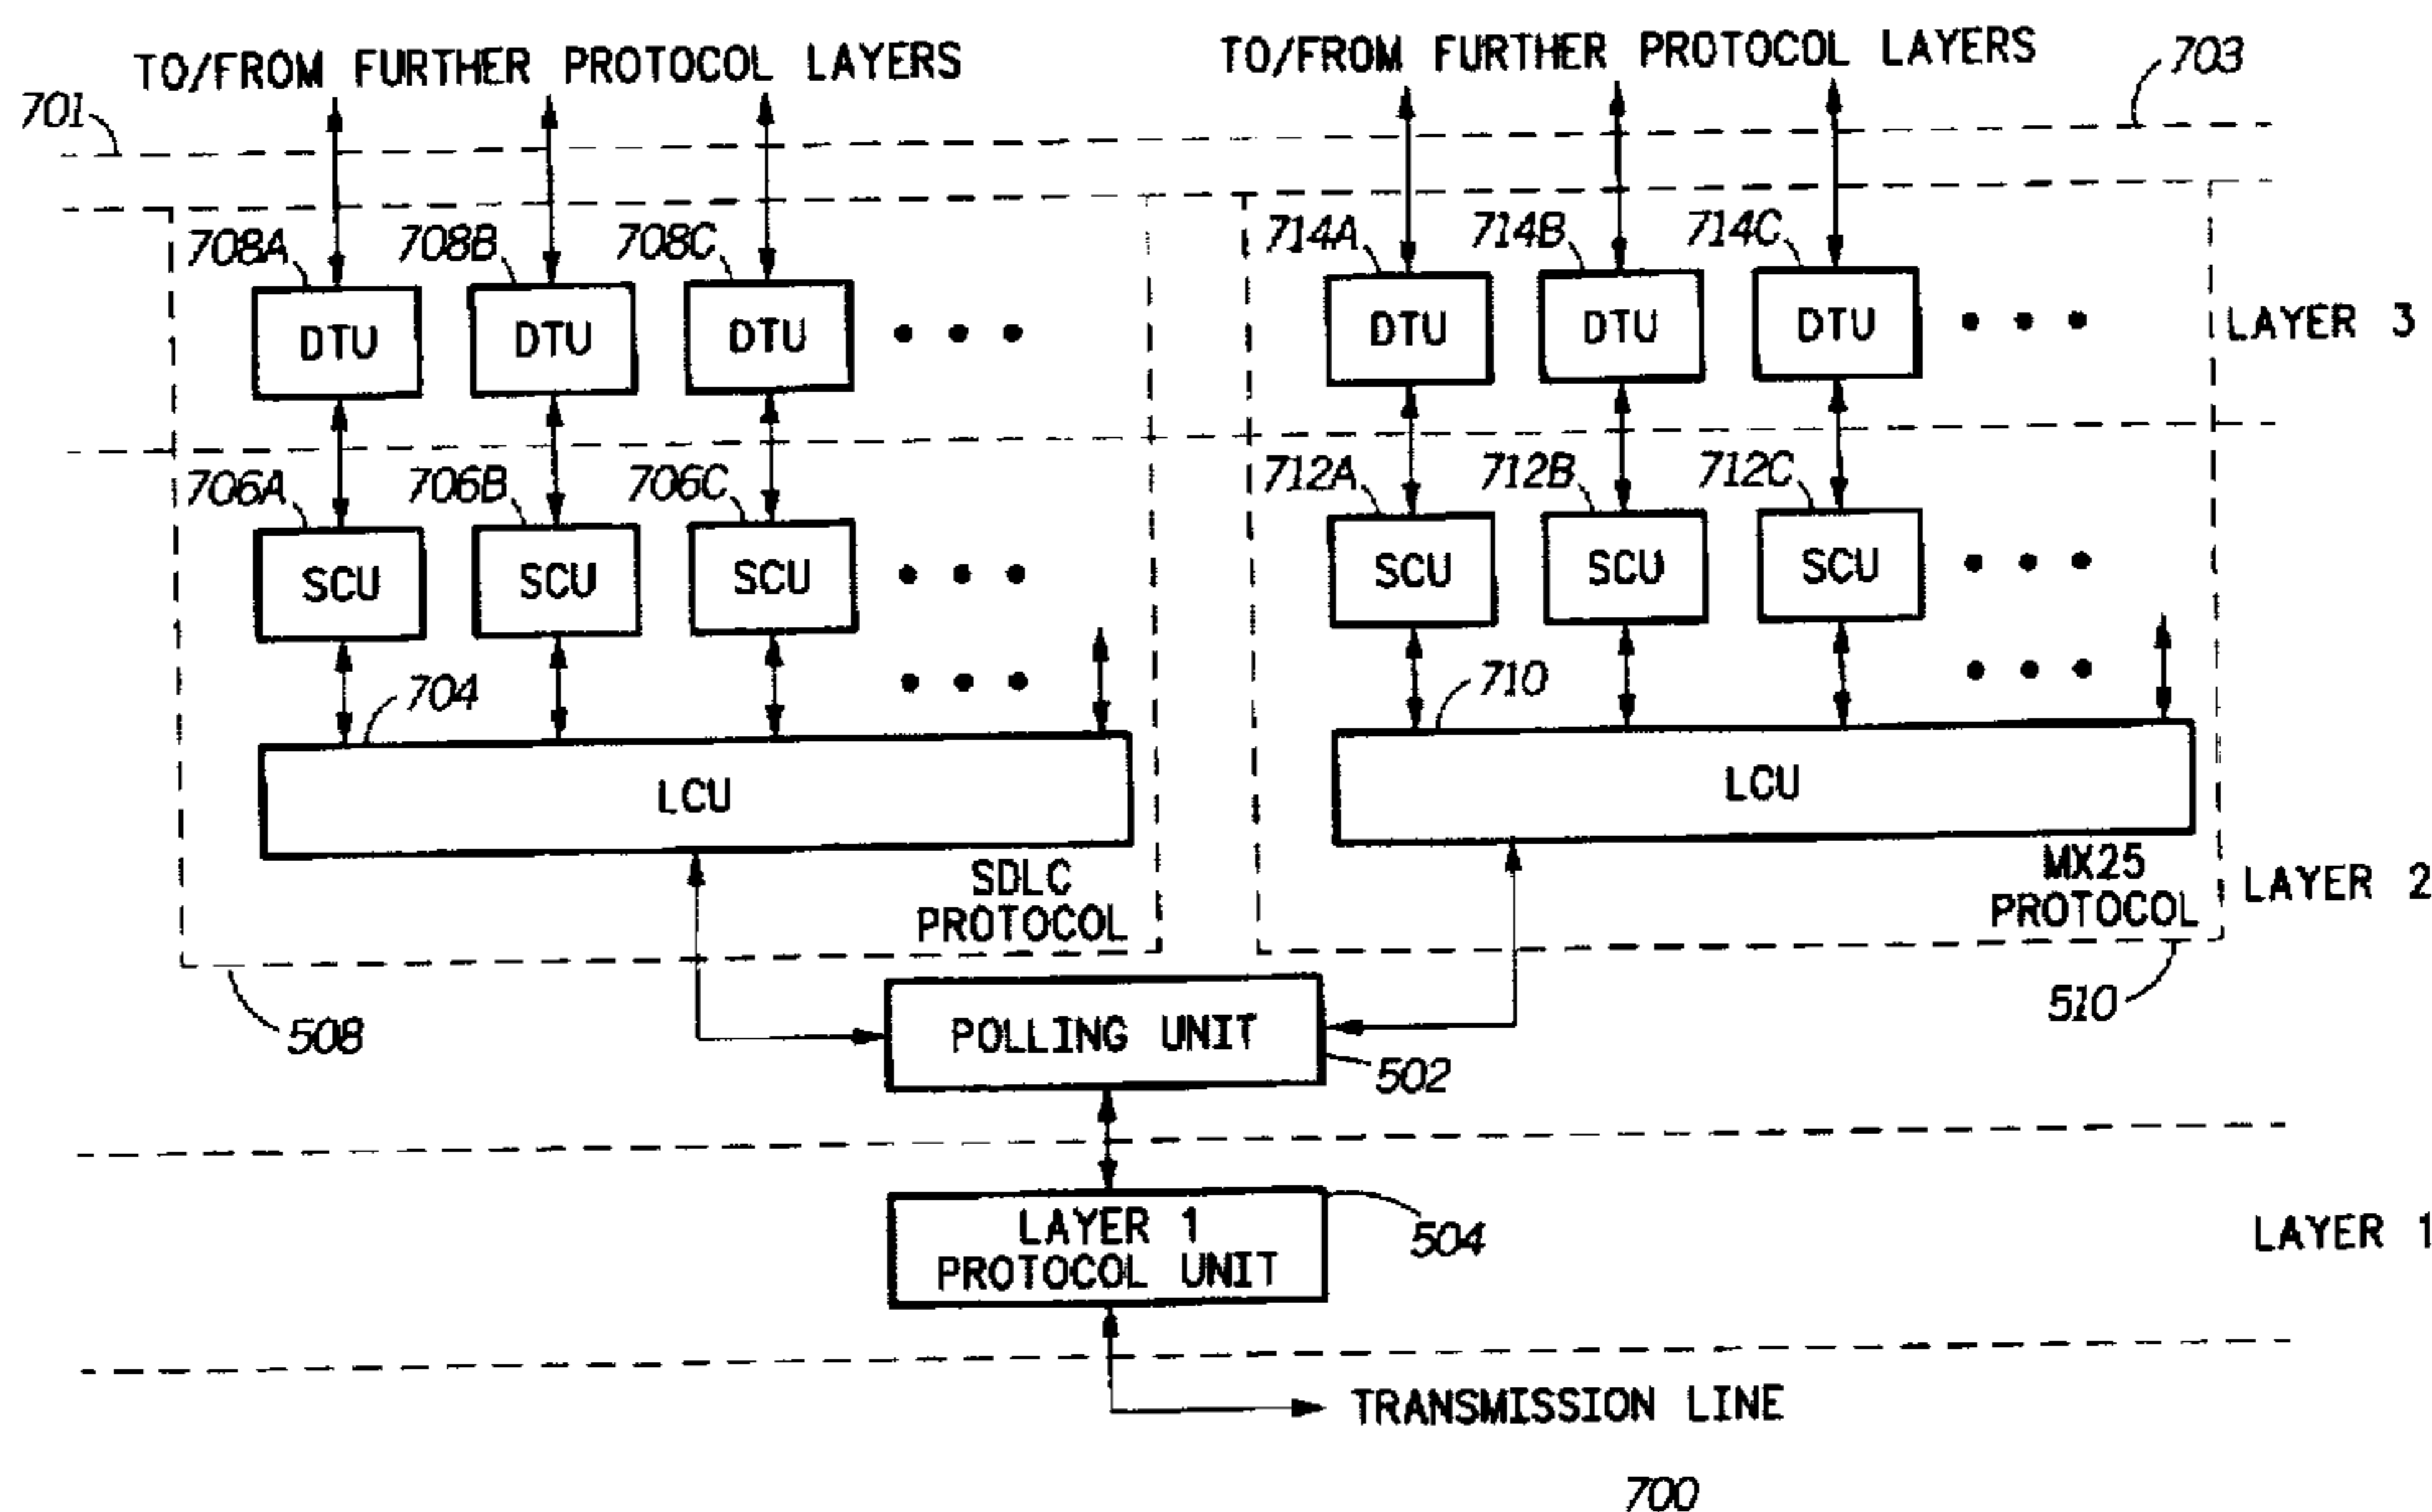 TO/FROM FURTHER PROTOCOL LAYERS
TO/FROM FURTHER PROTOCOL LAYERS
701
703
708A
708B
708C
714A
714B
714C
DTU
DTU
DTU
DTU
DTU
DTU
LAYER 3
706A
706B
706C
712A
712B
712C
SCU
SCU
SCU
SCU
SCU
SCU
704
710
LCU
LCU
SDLC
PROTOCOL
MX25
PROTOCOL
LAYER 2
508
POLLING UNIT
502
510
LAYER 1
PROTOCOL UNIT
504
LAYER 1
TRANSMISSION LINE
700